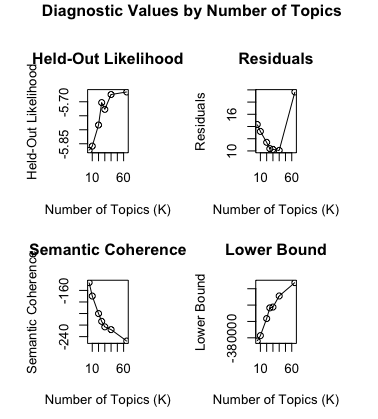 Diagnostic Values by Number of Topics
Held-Out Likelihood
Held-Out Likelihood
-5.70
-5.85
10 60
Number of Topics (K)
Residuals
Residuals
16
10
10 60
Number of Topics (K)
Semantic Coherence
Semantic Coherence
-160
-240
10 60
Number of Topics (K)
Lower Bound
Lower Bound
-380000
10 60
Number of Topics (K)